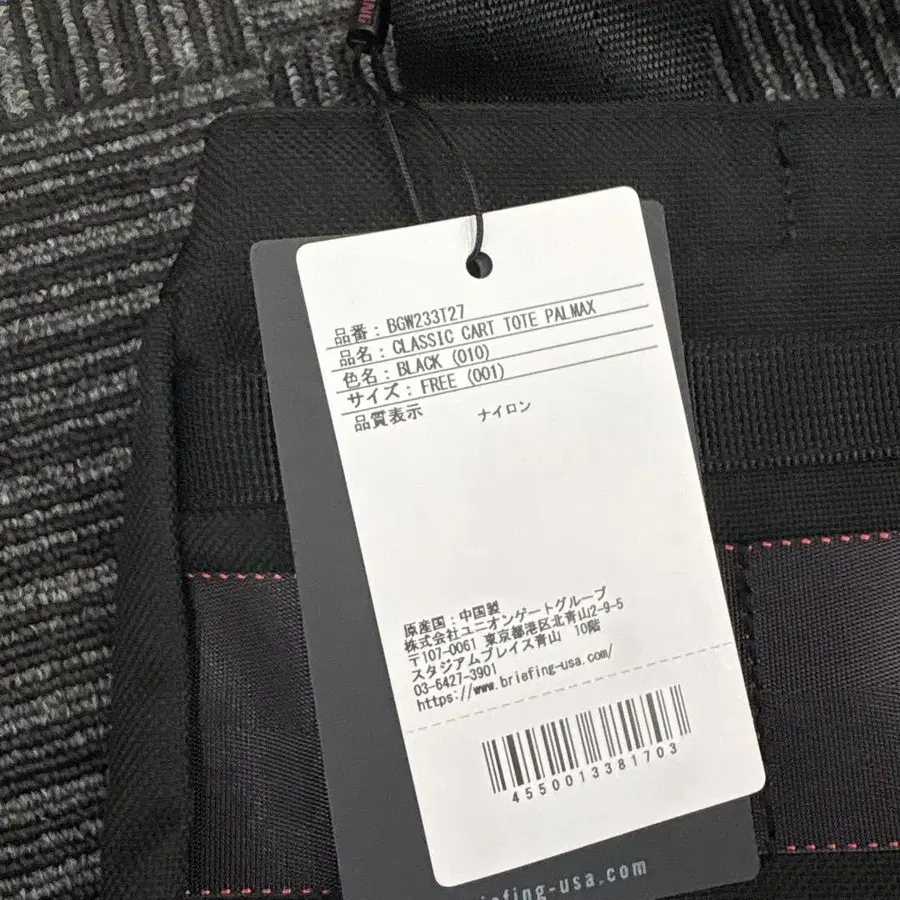 ING
品番：BGW233T27
品名：CLASSIC CART TOTE PALMAX
色名：BLACK (010)
サイズ：FREE (001)
品質表示 ナイロン
原産国：中国製
株式会社ユニオンゲートグループ
〒107-0061 東京都港区北青山2-9-5
スタジアムプレイス青山 10階
03-6427-3901
https://www.briefing-usa.com/
4550013381703
iefing-usa.com